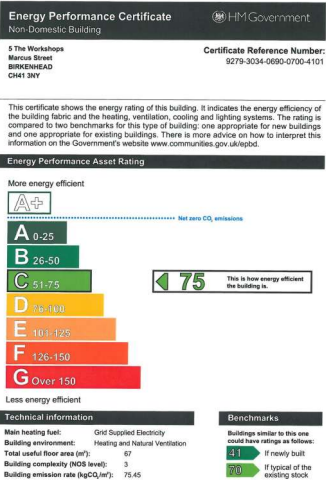 Energy Performance Certificate
HM Government
Non-Domestic Building
5 The Workshops
Marcus Street
BIRKENHEAD
CH41 3NY
Certificate Reference Number:
9279-3034-0690-0700-4101
This certificate shows the energy rating of this building. It indicates the energy efficiency of
the building fabric and the heating, ventilation, cooling and lighting systems. The rating is
compared to two benchmarks for this type of building: one appropriate for new buildings
and one appropriate for existing buildings. There is more advice on how to interpret this
information on the Government's website www.communities.gov.uk/epbd.
Energy Performance Asset Rating
More energy efficient
A+
Net zero CO₂ emissions
A 0-25
B 26-50
C 51-75
75
This is how energy efficient
the building is.
D 76-100
E 101-125
F 126-150
G Over 150
Less energy efficient
Technical information
Main heating fuel: Grid Supplied Electricity
Building environment: Heating and Natural Ventilation
Total useful floor area (m²): 67
Building complexity (NOS level): 3
Building emission rate (kgCO₂/m²): 75.45
Benchmarks
Buildings similar to this one
could have ratings as follows:
41 If newly built
70 If typical of the
existing stock